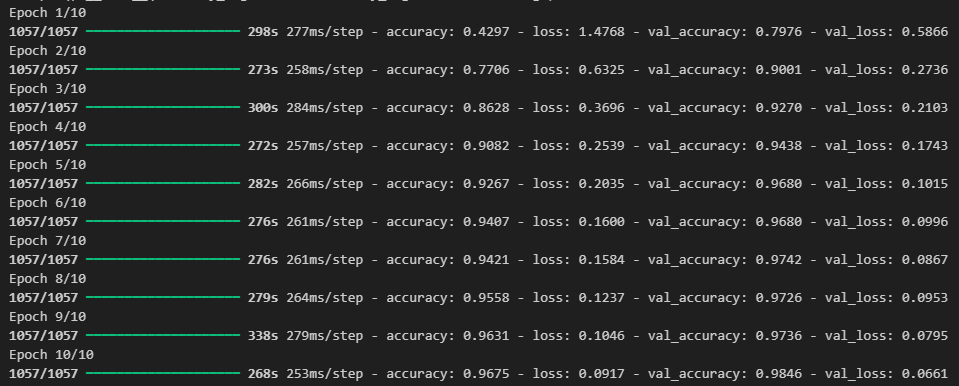 Epoch 1/10
1057/1057 ━━━━━━━━━━━━━━━━━━━━ 298s 277ms/step - accuracy: 0.4297 - loss: 1.4768 - val_accuracy: 0.7976 - val_loss: 0.5866
Epoch 2/10
1057/1057 ━━━━━━━━━━━━━━━━━━━━ 273s 258ms/step - accuracy: 0.7706 - loss: 0.6325 - val_accuracy: 0.9001 - val_loss: 0.2736
Epoch 3/10
1057/1057 ━━━━━━━━━━━━━━━━━━━━ 300s 284ms/step - accuracy: 0.8628 - loss: 0.3696 - val_accuracy: 0.9270 - val_loss: 0.2103
Epoch 4/10
1057/1057 ━━━━━━━━━━━━━━━━━━━━ 272s 257ms/step - accuracy: 0.9082 - loss: 0.2539 - val_accuracy: 0.9438 - val_loss: 0.1743
Epoch 5/10
1057/1057 ━━━━━━━━━━━━━━━━━━━━ 282s 266ms/step - accuracy: 0.9267 - loss: 0.2035 - val_accuracy: 0.9680 - val_loss: 0.1015
Epoch 6/10
1057/1057 ━━━━━━━━━━━━━━━━━━━━ 276s 261ms/step - accuracy: 0.9407 - loss: 0.1600 - val_accuracy: 0.9680 - val_loss: 0.0996
Epoch 7/10
1057/1057 ━━━━━━━━━━━━━━━━━━━━ 276s 261ms/step - accuracy: 0.9421 - loss: 0.1584 - val_accuracy: 0.9742 - val_loss: 0.0867
Epoch 8/10
1057/1057 ━━━━━━━━━━━━━━━━━━━━ 279s 264ms/step - accuracy: 0.9558 - loss: 0.1237 - val_accuracy: 0.9726 - val_loss: 0.0953
Epoch 9/10
1057/1057 ━━━━━━━━━━━━━━━━━━━━ 338s 279ms/step - accuracy: 0.9631 - loss: 0.1046 - val_accuracy: 0.9736 - val_loss: 0.0795
Epoch 10/10
1057/1057 ━━━━━━━━━━━━━━━━━━━━ 268s 253ms/step - accuracy: 0.9675 - loss: 0.0917 - val_accuracy: 0.9846 - val_loss: 0.0661